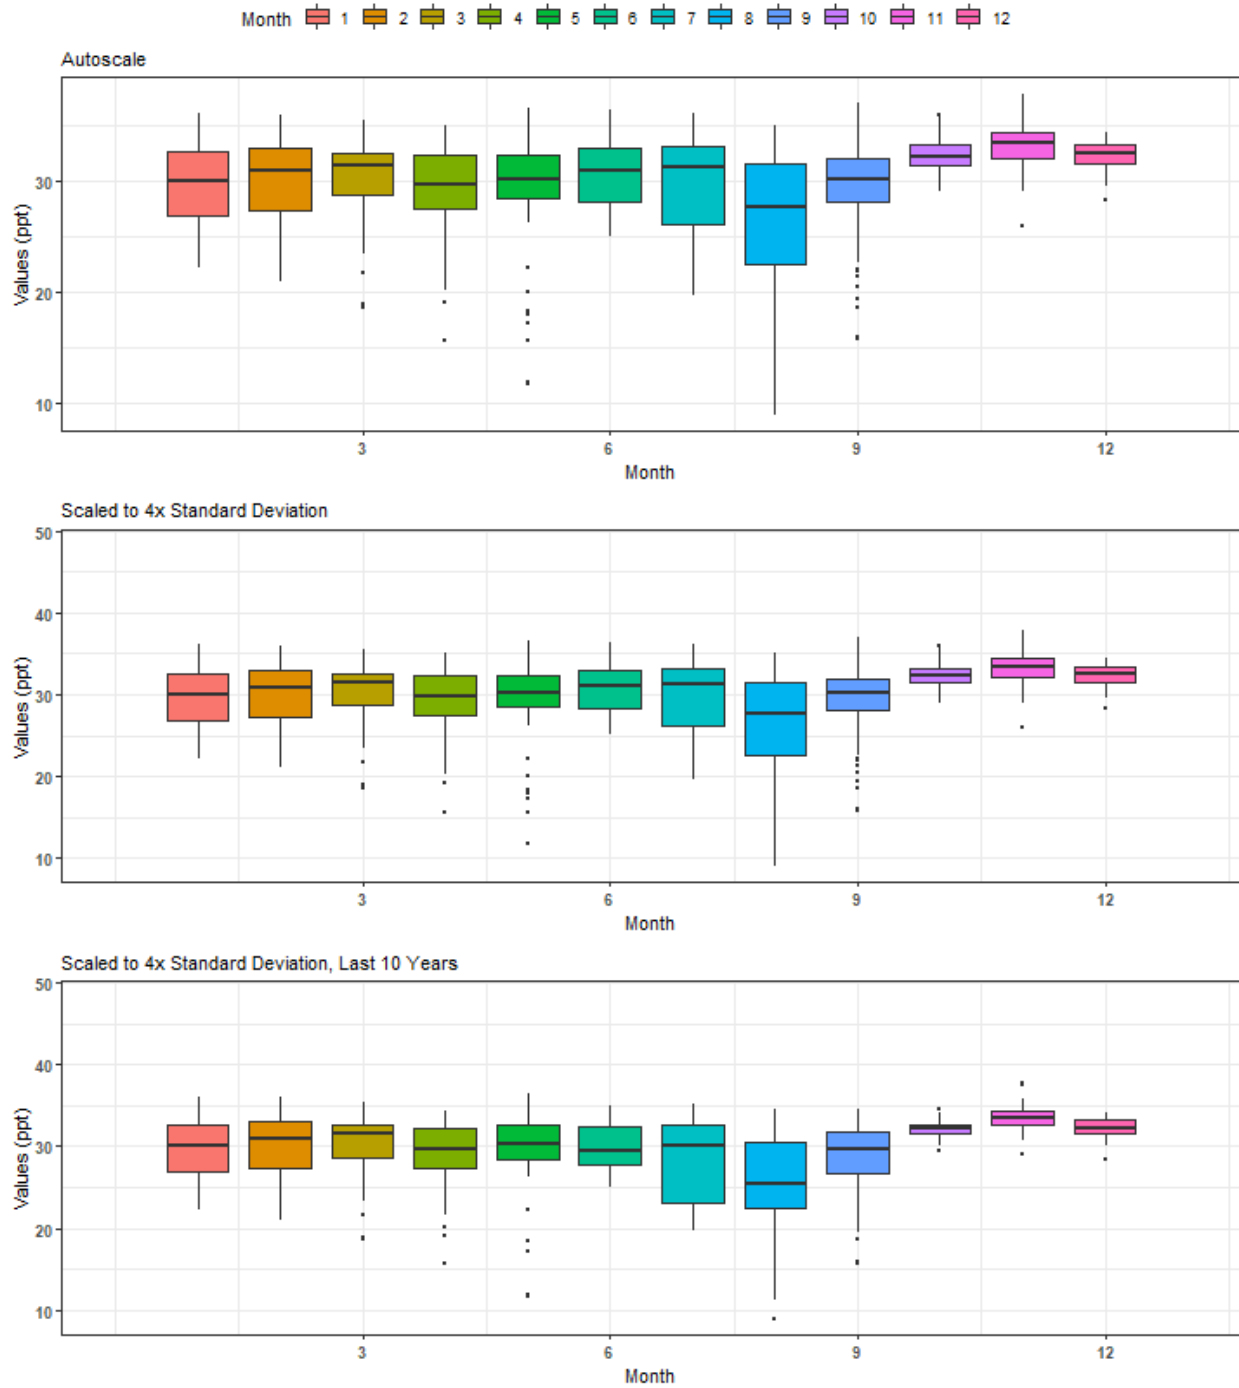 Month 1 2 3 4 5 6 7 8 9 10 11 12
Autoscale
Values (ppt)
30
20
10
3 6 9 12
Month
Scaled to 4x Standard Deviation
Values (ppt)
50
40
30
20
10
3 6 9 12
Month
Scaled to 4x Standard Deviation, Last 10 Years
Values (ppt)
50
40
30
20
10
3 6 9 12
Month